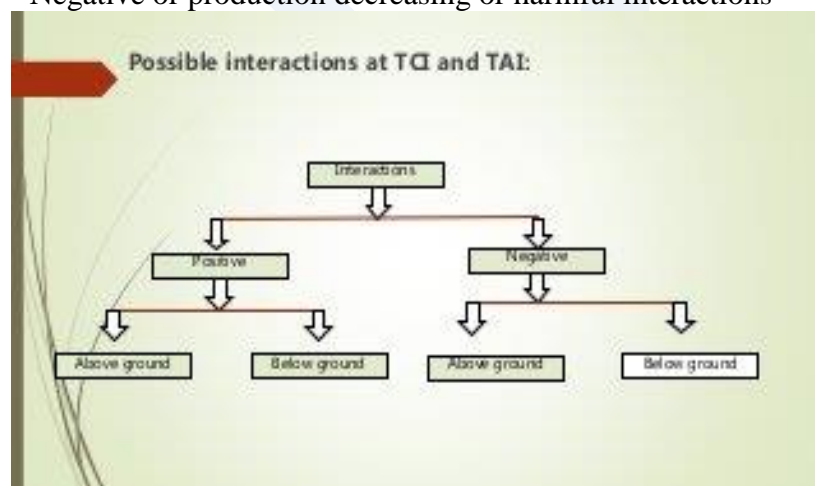 Negative or production decreasing or harmful interactions
Possible interactions at TCI and TAI:
Interactions
Positive
Negative
Above ground
Below ground
Above ground
Below ground